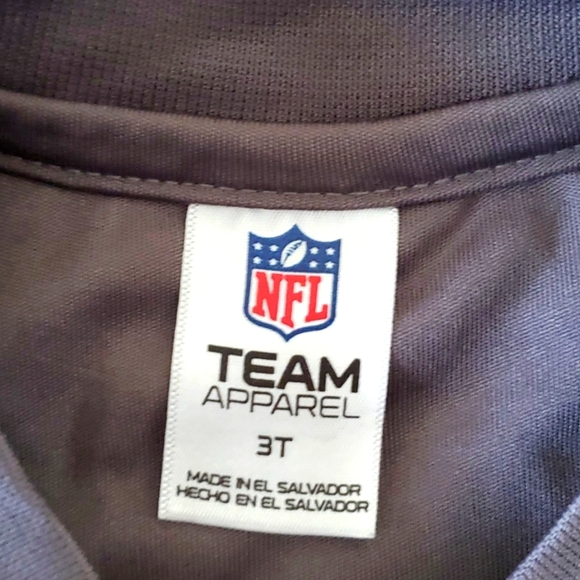 NFL
TEAM
APPAREL
3T
MADE IN EL SALVADOR
HECHO EN EL SALVADOR